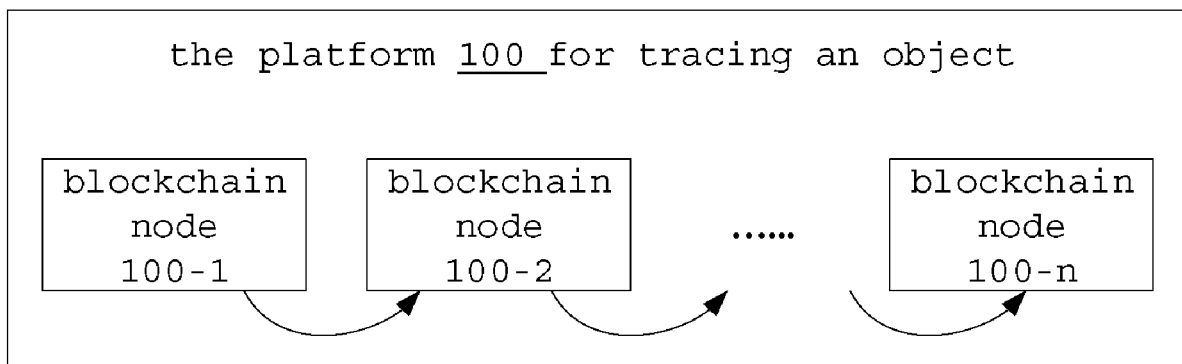 the platform 100 for tracing an object
blockchain
node
100-1
blockchain
node
100-2
......
blockchain
node
100-n